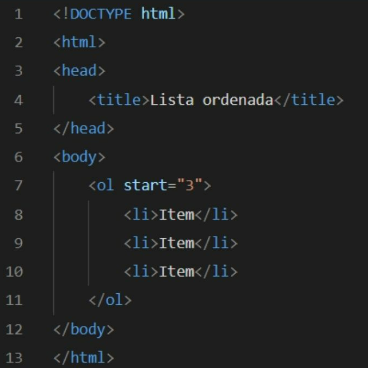 1 <!DOCTYPE html>
2 <html>
3 <head>
4 <title>Lista ordenada</title>
5 </head>
6 <body>
7 <ol start="3">
8 <li>Item</li>
9 <li>Item</li>
10 <li>Item</li>
11 </ol>
12 </body>
13 </html>